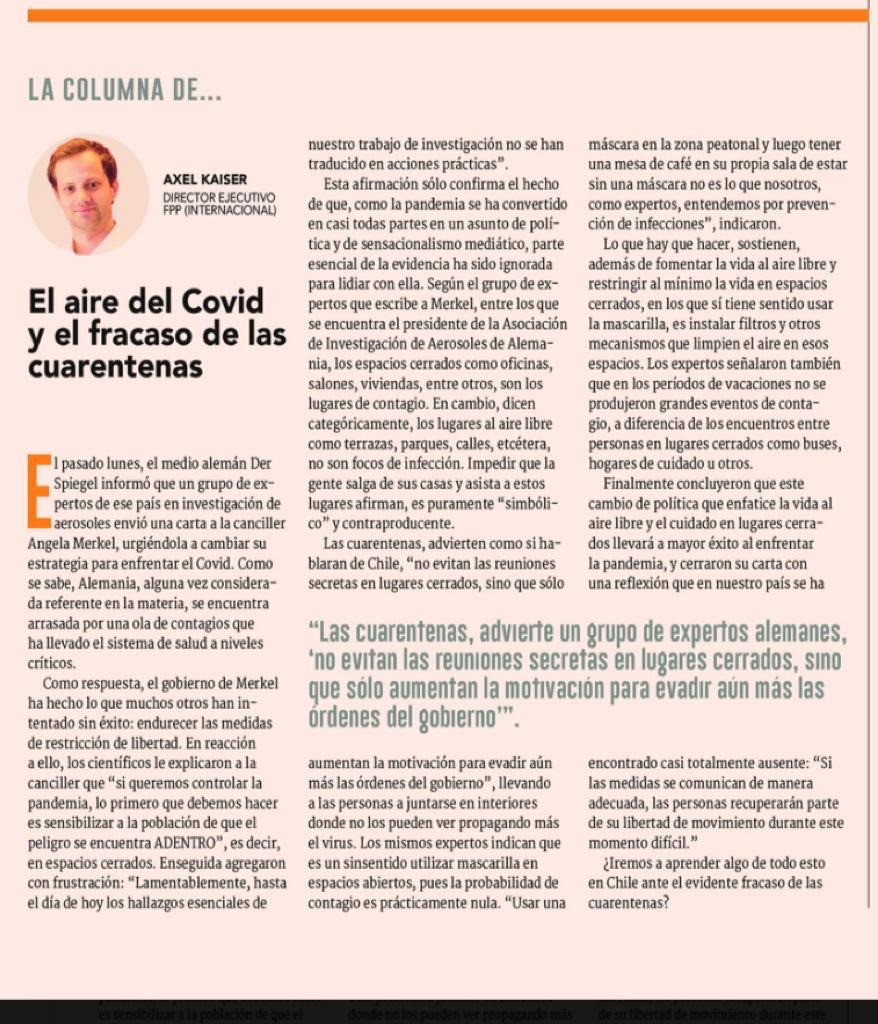 LA COLUMNA DE...
AXEL KAISER
DIRECTOR EJECUTIVO
FPP (INTERNACIONAL)
El aire del Covid
y el fracaso de las
cuarentenas
El pasado lunes, el medio alemán Der
Spiegel informó que un grupo de ex-
pertos de ese país en investigación de
aerosoles envió una carta a la canciller
Angela Merkel, urgiéndola a cambiar su
estrategia para enfrentar el Covid. Como
se sabe, Alemania, alguna vez considera-
da referente en la materia, se encuentra
arrasada por una ola de contagios que
ha llevado el sistema de salud a niveles
críticos.
Como respuesta, el gobierno de Merkel
ha hecho lo que muchos otros han in-
tentado sin éxito: endurecer las medidas
de restricción de libertad. En reacción
a ello, los científicos le explicaron a la
canciller que “si queremos controlar la
pandemia, lo primero que debemos hacer
es sensibilizar a la población de que el
peligro se encuentra ADENTRO”, es decir,
en espacios cerrados. Enseguida agregaron
con frustración: “Lamentablemente, hasta
el día de hoy los hallazgos esenciales de
nuestro trabajo de investigación no se han
traducido en acciones prácticas”.
Esta afirmación sólo confirma el hecho
de que, como la pandemia se ha convertido
en casi todas partes en un asunto de polí-
tica y de sensacionalismo mediático, parte
esencial de la evidencia ha sido ignorada
para lidiar con ella. Según el grupo de ex-
pertos que escribe a Merkel, entre los que
se encuentra el presidente de la Asociación
de Investigación de Aerosoles de Alema-
nia, los espacios cerrados como oficinas,
salones, viviendas, entre otros, son los
lugares de contagio. En cambio, dicen
categóricamente, los lugares al aire libre
como terrazas, parques, calles, etcétera,
no son focos de infección. Impedir que la
gente salga de sus casas y asista a estos
lugares afirman, es puramente “simbóli-
co” y contraproducente.
Las cuarentenas, advierten como si ha-
blaran de Chile, “no evitan las reuniones
secretas en lugares cerrados, sino que sólo
“Las cuarentenas, advierte un grupo de expertos alemanes,
‘no evitan las reuniones secretas en lugares cerrados, sino
que sólo aumentan la motivación para evadir aún más las
órdenes del gobierno’”.
aumentan la motivación para evadir aún
más las órdenes del gobierno”, llevando
a las personas a juntarse en interiores
donde no los pueden ver propagando más
el virus. Los mismos expertos indican que
es un sinsentido utilizar mascarilla en
espacios abiertos, pues la probabilidad de
contagio es prácticamente nula. “Usar una
máscara en la zona peatonal y luego tener
una mesa de café en su propia sala de estar
sin una máscara no es lo que nosotros,
como expertos, entendemos por preven-
ción de infecciones”, indicaron.
Lo que hay que hacer, sostienen,
además de fomentar la vida al aire libre y
restringir al mínimo la vida en espacios
cerrados, en los que sí tiene sentido usar
la mascarilla, es instalar filtros y otros
mecanismos que limpien el aire en esos
espacios. Los expertos señalaron también
que en los períodos de vacaciones no se
produjeron grandes eventos de conta-
gio, a diferencia de los encuentros entre
personas en lugares cerrados como buses,
hogares de cuidado u otros.
Finalmente concluyeron que este
cambio de política que enfatice la vida al
aire libre y el cuidado en lugares cerra-
dos llevará a mayor éxito al enfrentar
la pandemia, y cerraron su carta con
una reflexión que en nuestro país se ha
encontrado casi totalmente ausente: “Si
las medidas se comunican de manera
adecuada, las personas recuperarán parte
de su libertad de movimiento durante este
momento difícil.”
¿Iremos a aprender algo de todo esto
en Chile ante el evidente fracaso de las
cuarentenas?
es sensibilizar a la población de que el
donde no los pueden ver propagando más
de su libertad de movimiento durante este